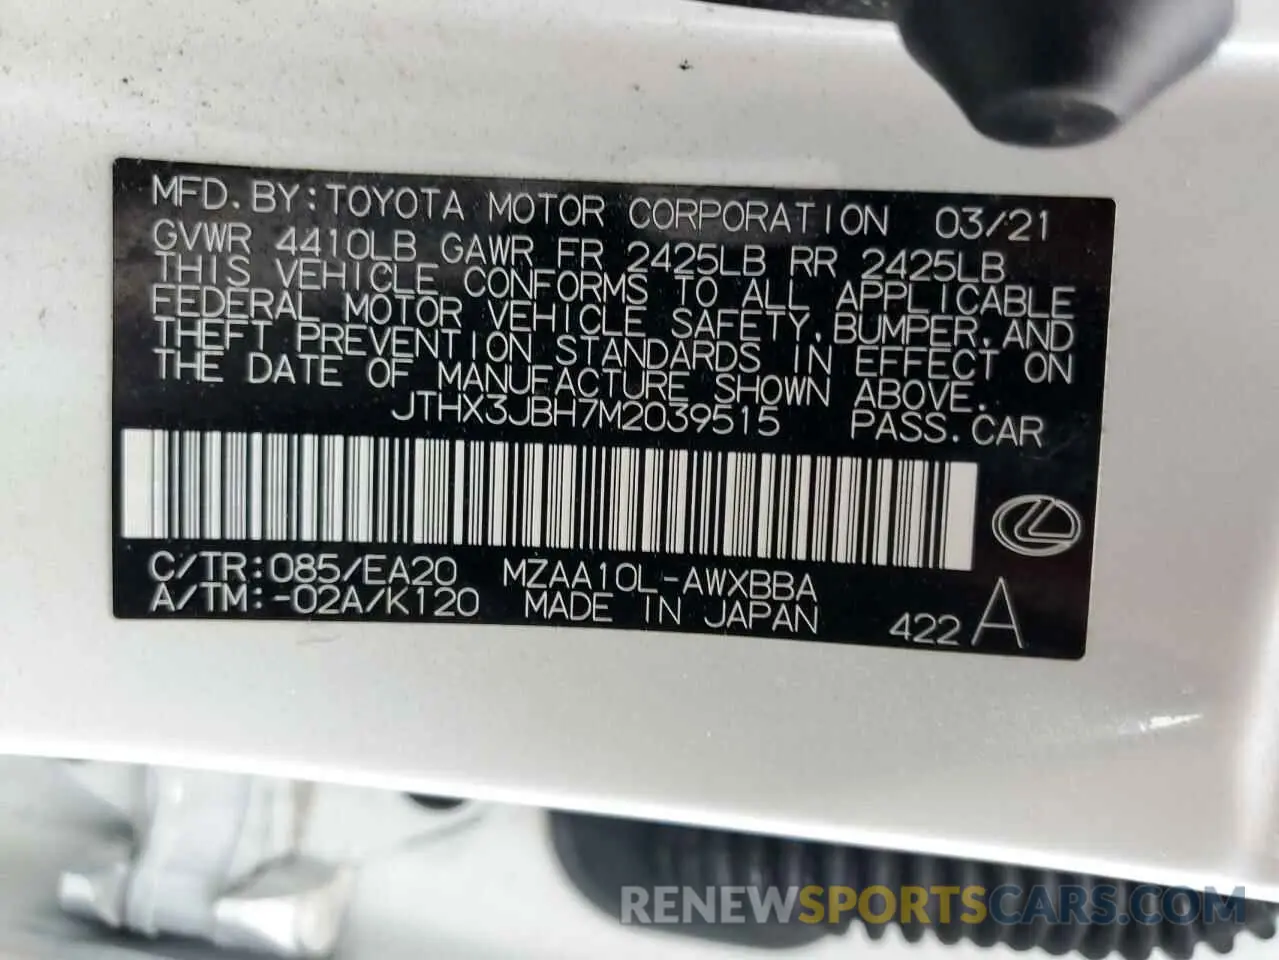 MFD. BY: TOYOTA MOTOR CORPORATION 03/21
GVWR 4410LB GAWR FR 2425LB RR 2425LB
THIS VEHICLE CONFORMS TO ALL APPLICABLE
FEDERAL MOTOR VEHICLE SAFETY, BUMPER, AND
THEFT PREVENTION STANDARDS IN EFFECT ON
THE DATE OF MANUFACTURE SHOWN ABOVE.
JTHX3JBH7M2039515 PASS. CAR
C/TR: 085/EA20 MZAA10L-AWXBBA
A/TM: -02A/K120 MADE IN JAPAN 422 A
RENEWSPORTSCARS.COM